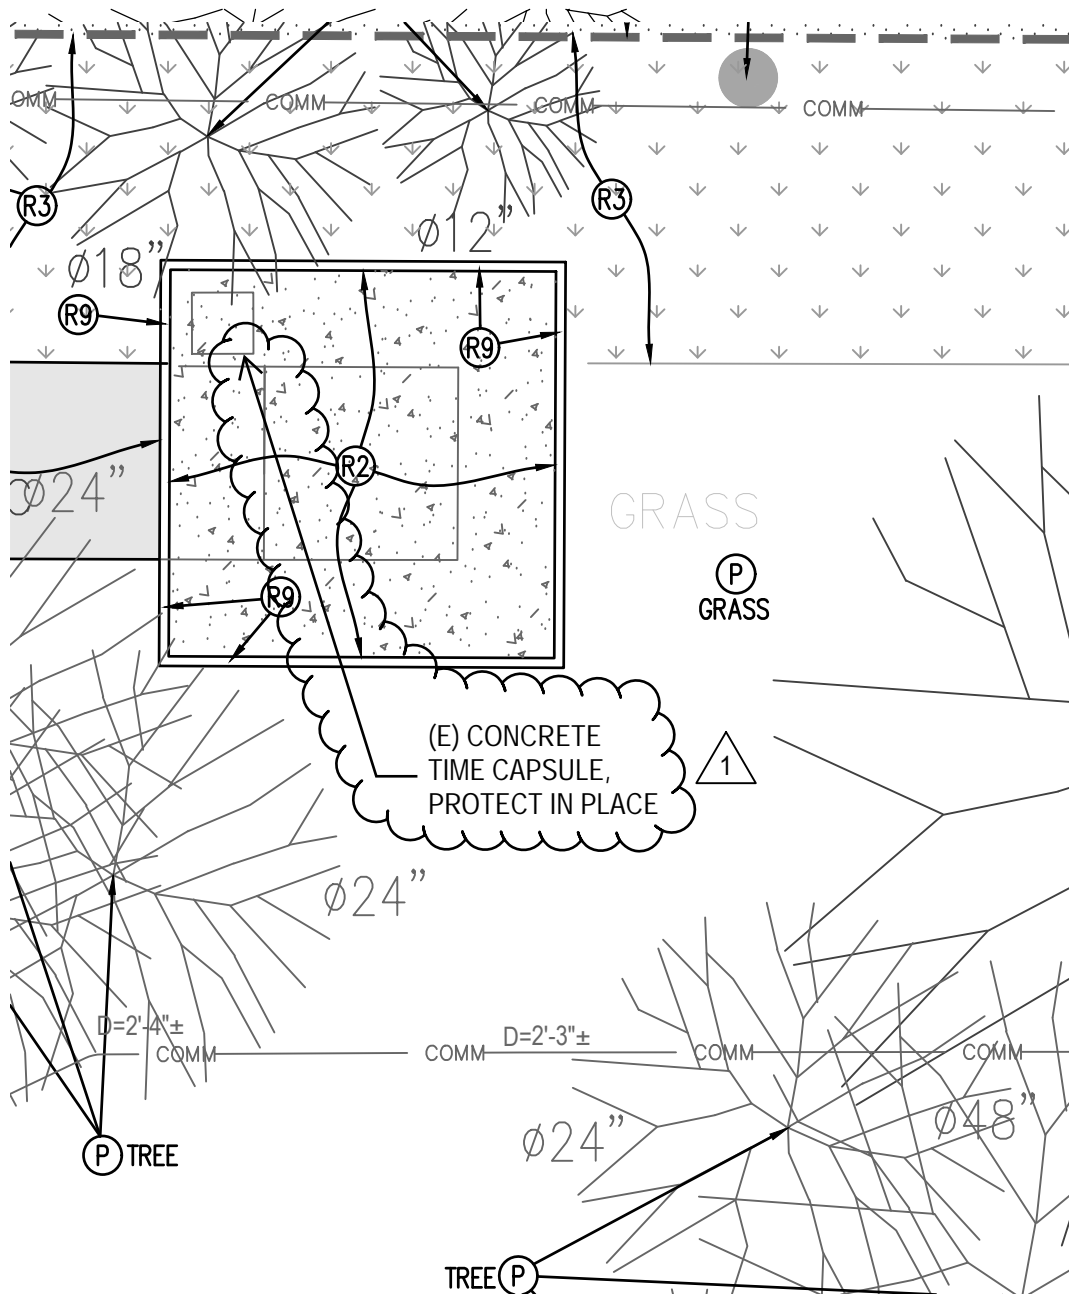 OMM
COMM
COMM
COMM
R3
R3
ø12"
ø18"
R9
R9
ø24"
R2
GRASS
R9
P
GRASS
(E) CONCRETE
TIME CAPSULE,
PROTECT IN PLACE
1
ø24"
D=2'-4"±
D=2'-3"±
COMM
COMM
COMM
COMM
ø24"
ø48"
P TREE
TREE P